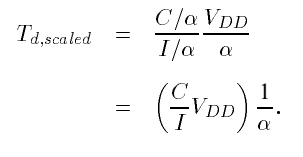 T_{d,scaled} = \frac{C/\alpha}{I/\alpha} \frac{V_{DD}}{\alpha}
= \left( \frac{C}{I} V_{DD} \right) \frac{1}{\alpha}.